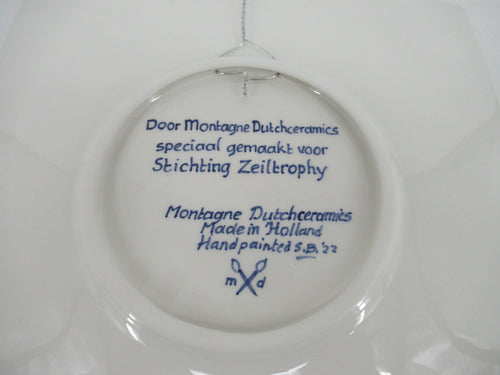 Door Montagne Dutchceramics
speciaal gemaakt voor
Stichting Zeiltrophy
Montagne Dutchceramics
Made in Holland
Handpainted S.B.'22
m d